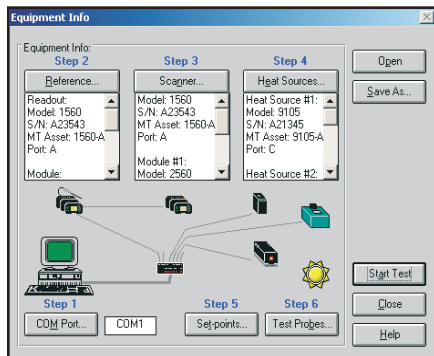 Equipment Info
Equipment Info:
Step 2
Reference...
Readout:
Model: 1560
S/N: A23543
MT Asset: 1560-A
Port: A
Module:
Step 3
Scanner...
Model: 1560
S/N: A23543
MT Asset: 1560-A
Port: A
Module #1:
Model: 2560
Step 4
Heat Sources...
Heat Source #1:
Model: 9105
S/N: A21345
MT Asset: 9105-A
Port: C
Heat Source #2:
Open
Save As...
Step 1
COM Port...
COM1
Step 5
Set-points...
Step 6
Test Probes...
Start Test
Close
Help